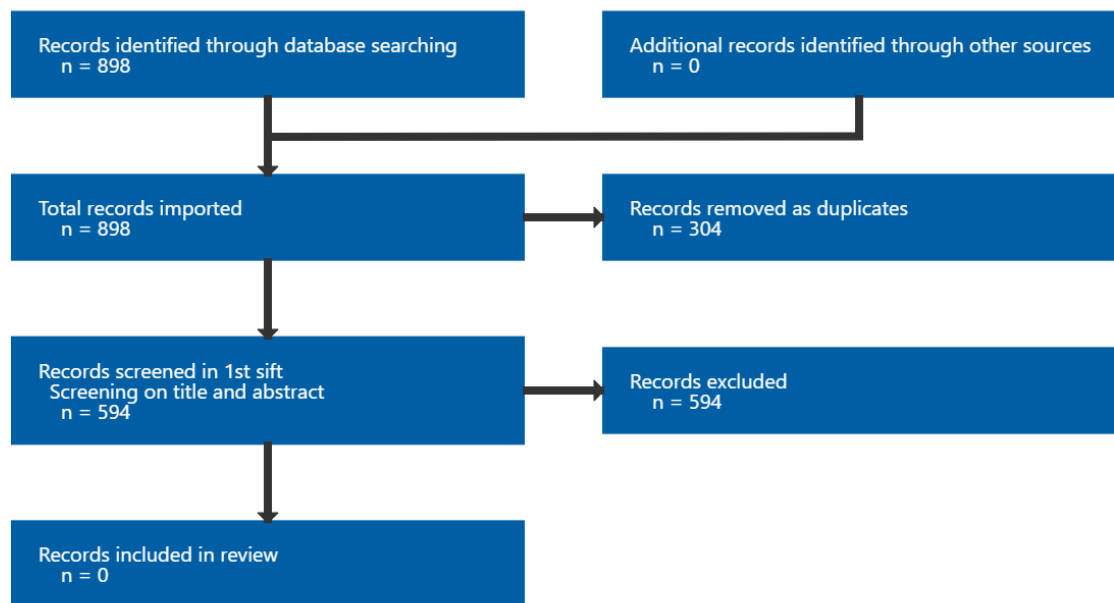 Records identified through database searching
n = 898
Additional records identified through other sources
n = 0
Total records imported
n = 898
Records removed as duplicates
n = 304
Records screened in 1st sift
Screening on title and abstract
n = 594
Records excluded
n = 594
Records included in review
n = 0